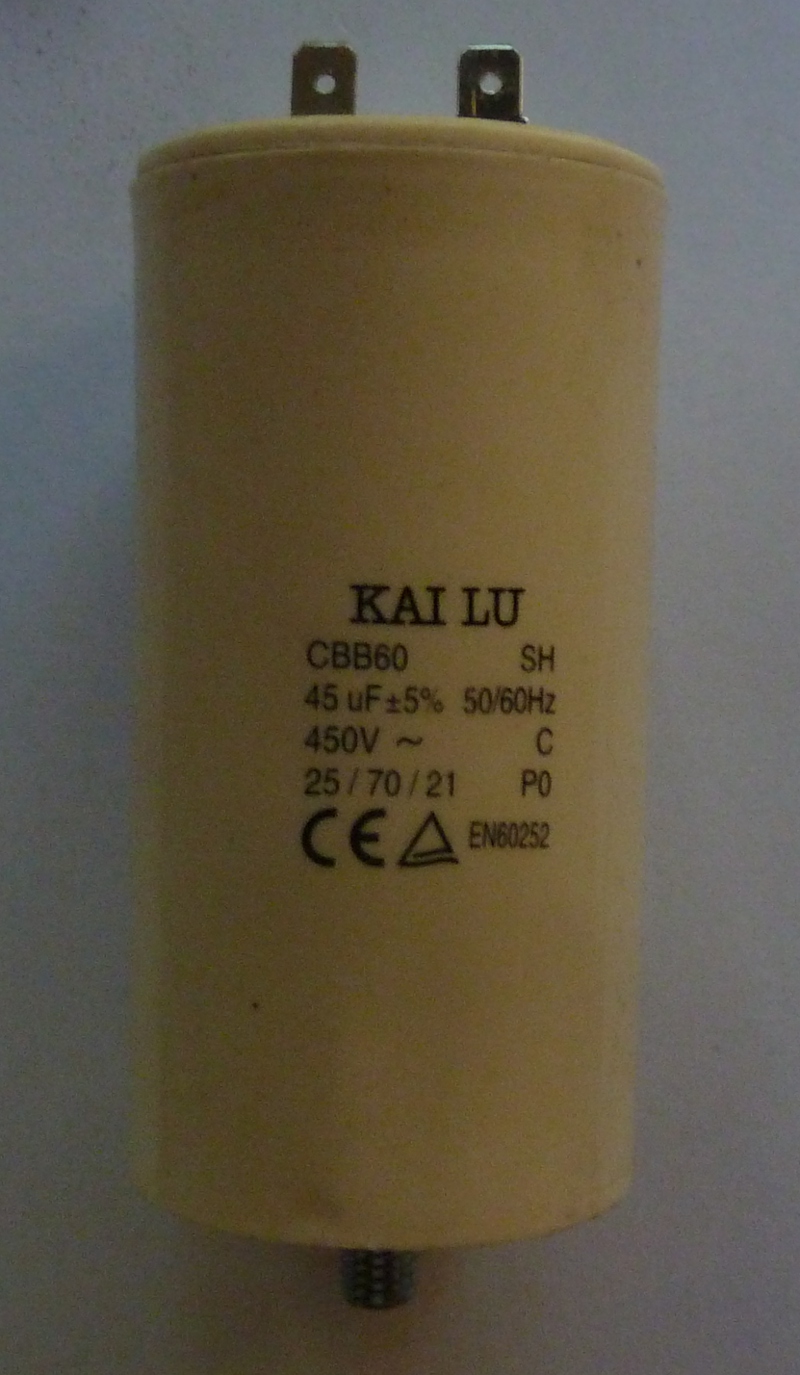 KAI LU
CBB60 SH
45 uF±5% 50/60Hz
450V ~ C
25 / 70 / 21 P0
CE EN60252